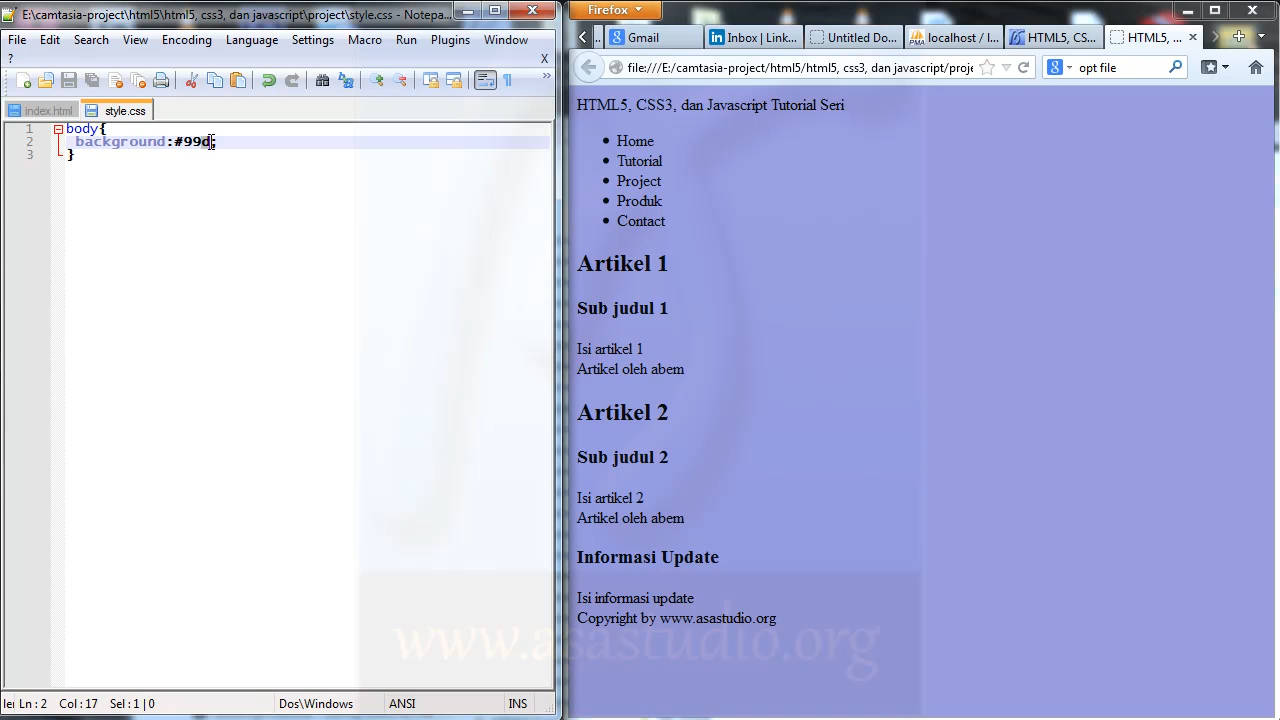 E:\camtasia-project\html5\html5, css3, dan javascript\project\style.css - Notepa...
File Edit Search View Encoding Language Settings Macro Run Plugins Window
? X
index.html style.css
1 body{
2 background:#99d;
3 }
Ln:2 Col:17 Sel:1|0 Dos\Windows ANSI INS
Firefox
Gmail Inbox | Link... Untitled Do... localhost / l... HTML5, CS... HTML5, ...
file:///E:/camtasia-project/html5/html5, css3, dan javascript/proje
opt file
HTML5, CSS3, dan Javascript Tutorial Seri
Home
Tutorial
Project
Produk
Contact
Artikel 1
Sub judul 1
Isi artikel 1
Artikel oleh abem
Artikel 2
Sub judul 2
Isi artikel 2
Artikel oleh abem
Informasi Update
Isi informasi update
Copyright by www.asastudio.org
www.asastudio.org